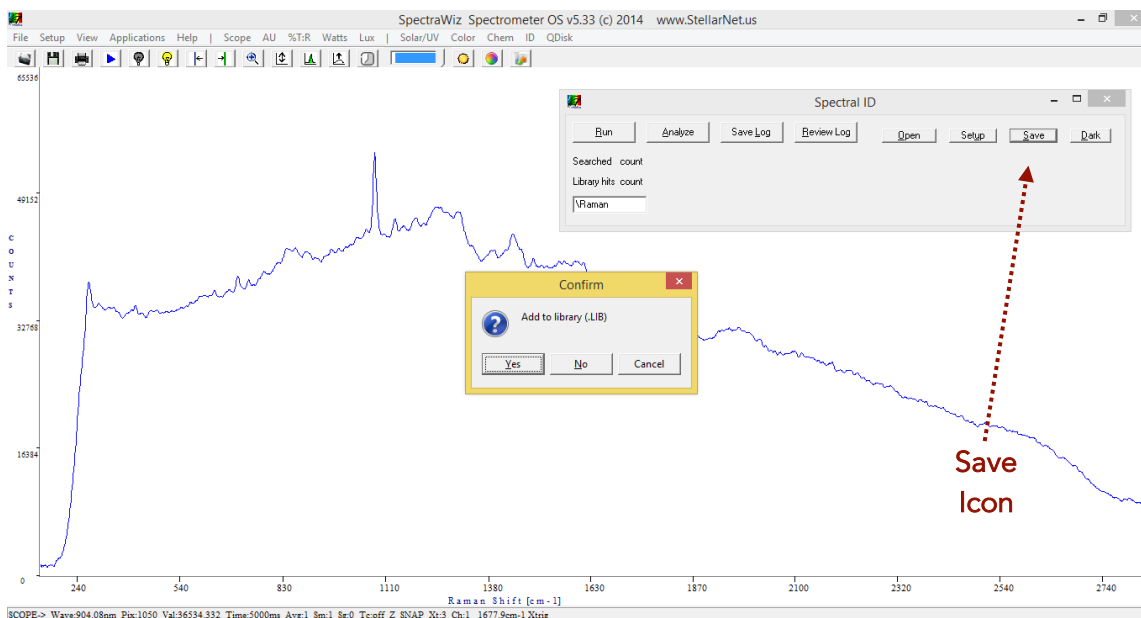 SpectraWiz Spectrometer OS v5.33 (c) 2014 www.StellarNet.us
File Setup View Applications Help | Scope AU %T:R Watts Lux | Solar/UV Color Chem ID QDisk
65536
Spectral ID
Run Analyze Save Log Review Log Open Setup Save Dark
Searched count
Library hits count
\Raman
49152
COUNTS
Confirm
Add to library (.LIB)
Yes No Cancel
32768
16384
Save
Icon
0
240 540 830 1110 1380 1630 1870 2100 2320 2540 2740
Raman Shift [cm-1]
SCOPE-> Wave:904.08nm Pix:1050 Val:36534.332 Time:5000ms Avg:1 Sm:1 Sg:0 Tc:off Z SNAP Xt:3 Ch:1 1677.9cm-1 Xtrig